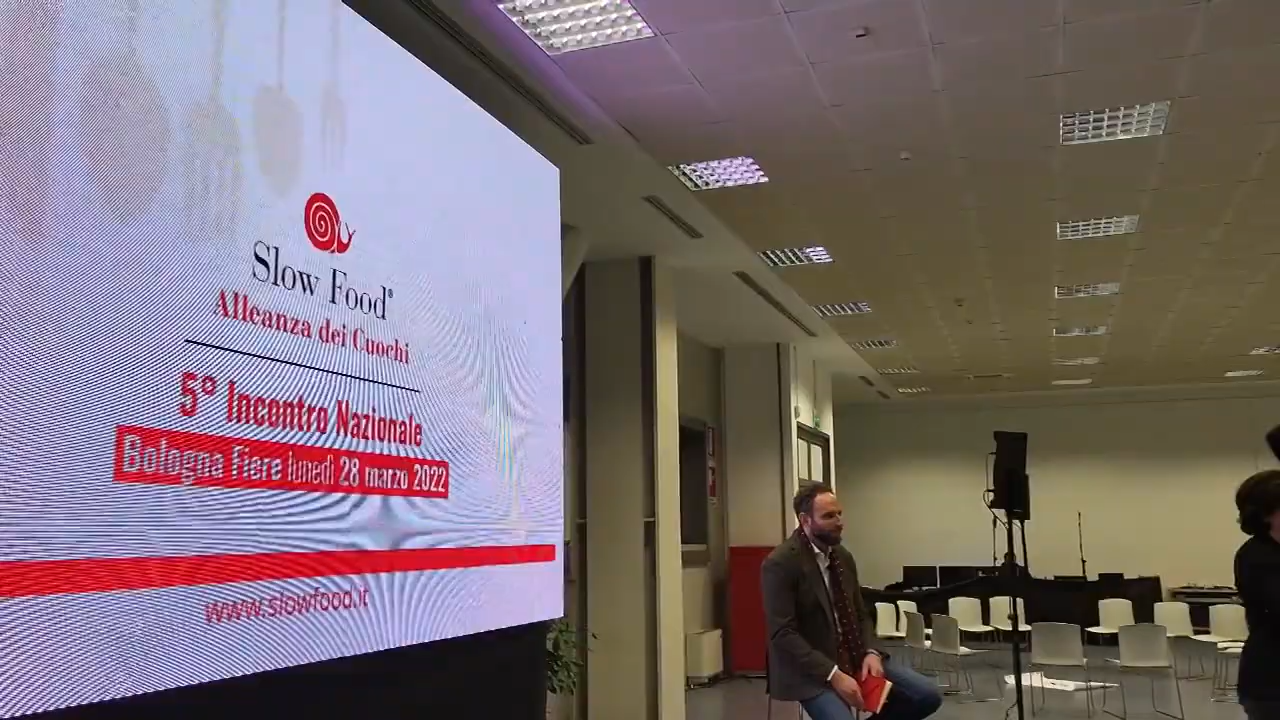 Slow Food®
Alleanza dei Cuochi
5° Incontro Nazionale
Bologna Fiere lunedì 28 marzo 2022
www.slowfood.it